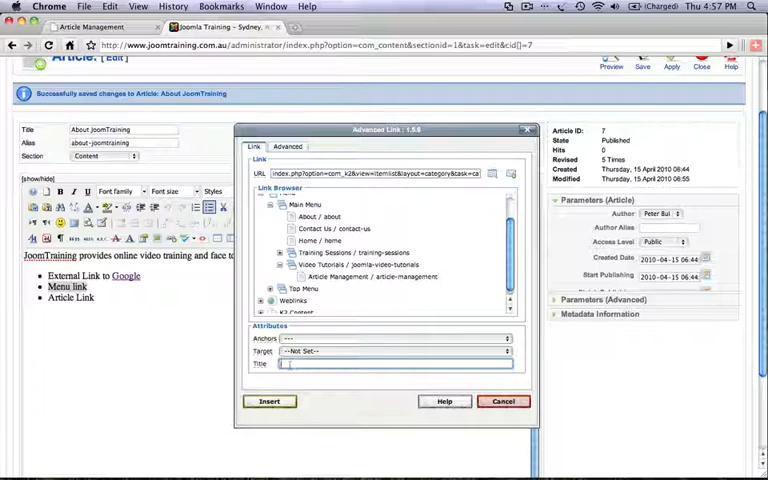 Chrome File Edit View History Bookmarks Window Help (Charged) Thu 4:57 PM
Article Management
Joomla Training – Sydney,
http://www.joomtraining.com.au/administrator/index.php?option=com_content&sectionid=1&task=edit&cid[]=7
Article: [ Edit ]
Preview Save Apply Close Help
Successfully saved changes to Article: About JoomTraining
Title About JoomTraining
Alias about-joomtraining
Section Content
[show/hide]
Font family Font size Styles
JoomTraining provides online video training and face to
External Link to Google
Menu link
Article Link
Advanced Link : 1.5.6
Link Advanced
Link
URL index.php?option=com_k2&view=itemlist&layout=category&task=ca
Link Browser
Menu
Main Menu
About / about
Contact Us / contact-us
Home / home
Training Sessions / training-sessions
Video Tutorials / joomla-video-tutorials
Article Management / article-management
Top Menu
Weblinks
K2 Content
Attributes
Anchors ---
Target --Not Set--
Title
Insert Help Cancel
Article ID: 7
State Published
Hits 0
Revised 5 Times
Created Thursday, 15 April 2010 06:44
Modified Thursday, 15 April 2010 08:55
Parameters (Article)
Author Peter Bui
Author Alias
Access Level Public
Created Date 2010-04-15 06:44:
Start Publishing 2010-04-15 06:44:
Parameters (Advanced)
Metadata Information